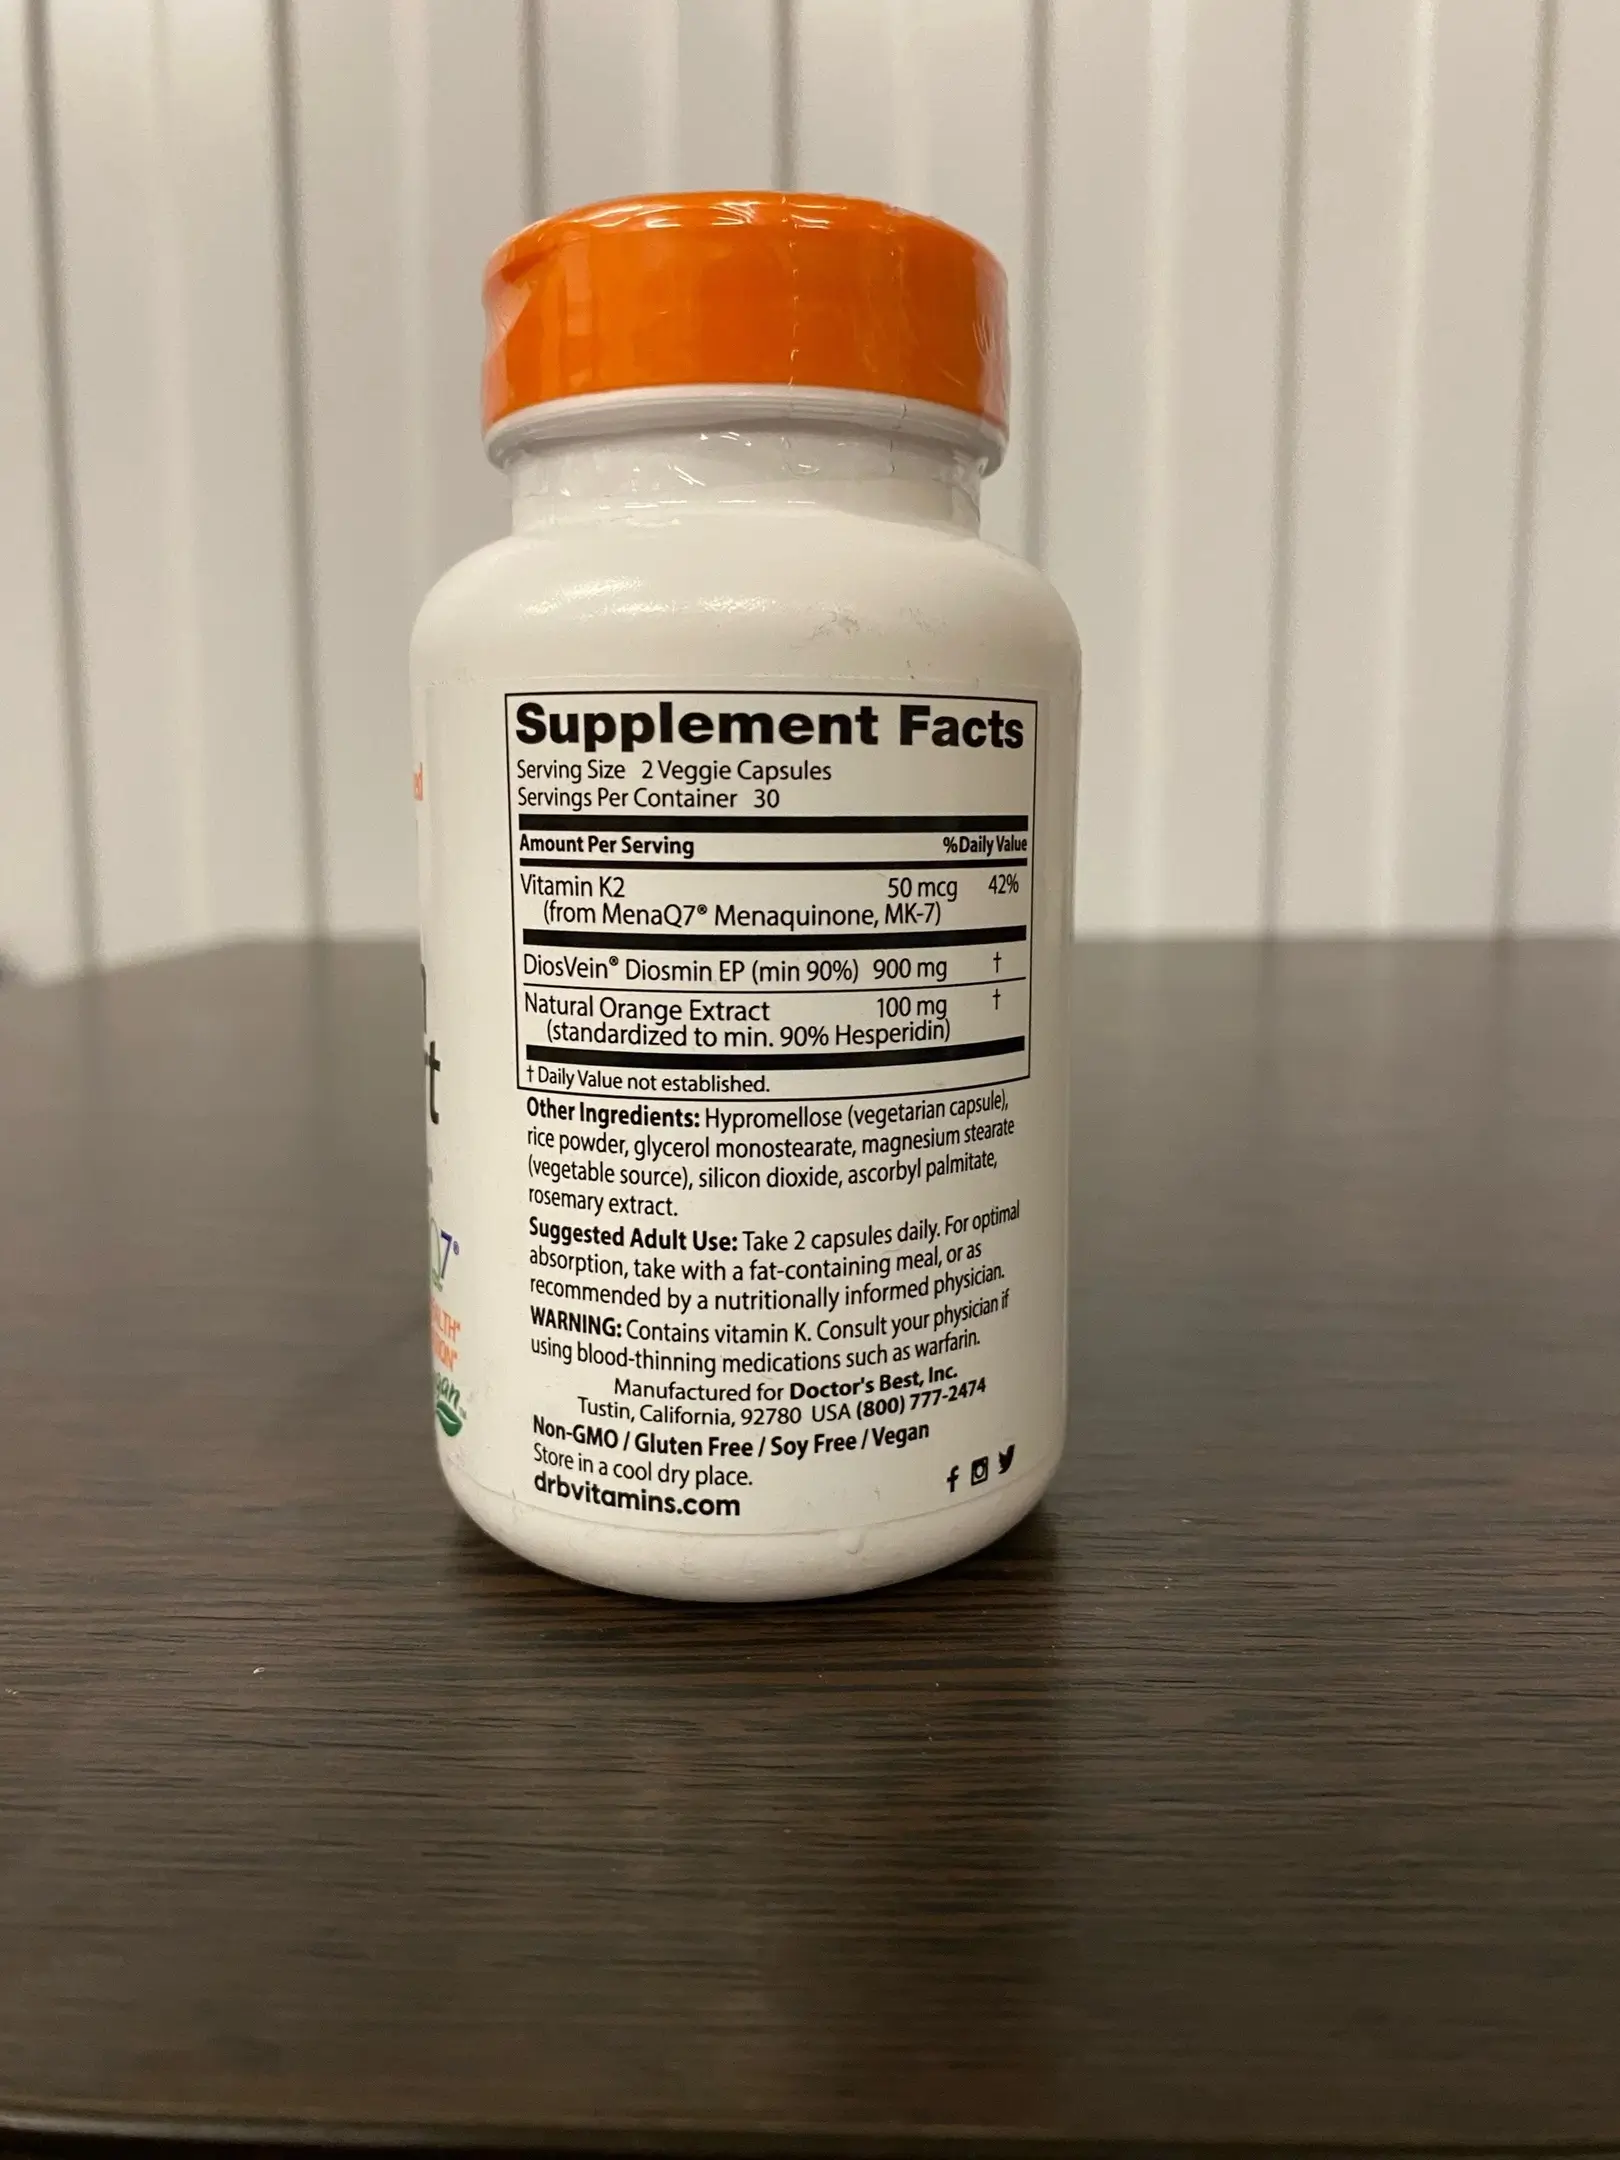 Supplement Facts
Serving Size 2 Veggie Capsules
Servings Per Container 30
Amount Per Serving %Daily Value
Vitamin K2 50 mcg 42%
(from MenaQ7® Menaquinone, MK-7)
DiosVein® Diosmin EP (min 90%) 900 mg †
Natural Orange Extract 100 mg †
(standardized to min. 90% Hesperidin)
† Daily Value not established.
Other Ingredients: Hypromellose (vegetarian capsule),
rice powder, glycerol monostearate, magnesium stearate
(vegetable source), silicon dioxide, ascorbyl palmitate,
rosemary extract.
Suggested Adult Use: Take 2 capsules daily. For optimal
absorption, take with a fat-containing meal, or as
recommended by a nutritionally informed physician.
WARNING: Contains vitamin K. Consult your physician if
using blood-thinning medications such as warfarin.
Manufactured for Doctor's Best, Inc.
Tustin, California, 92780 USA (800) 777-2474
Non-GMO / Gluten Free / Soy Free / Vegan
Store in a cool dry place.
drbvitamins.com